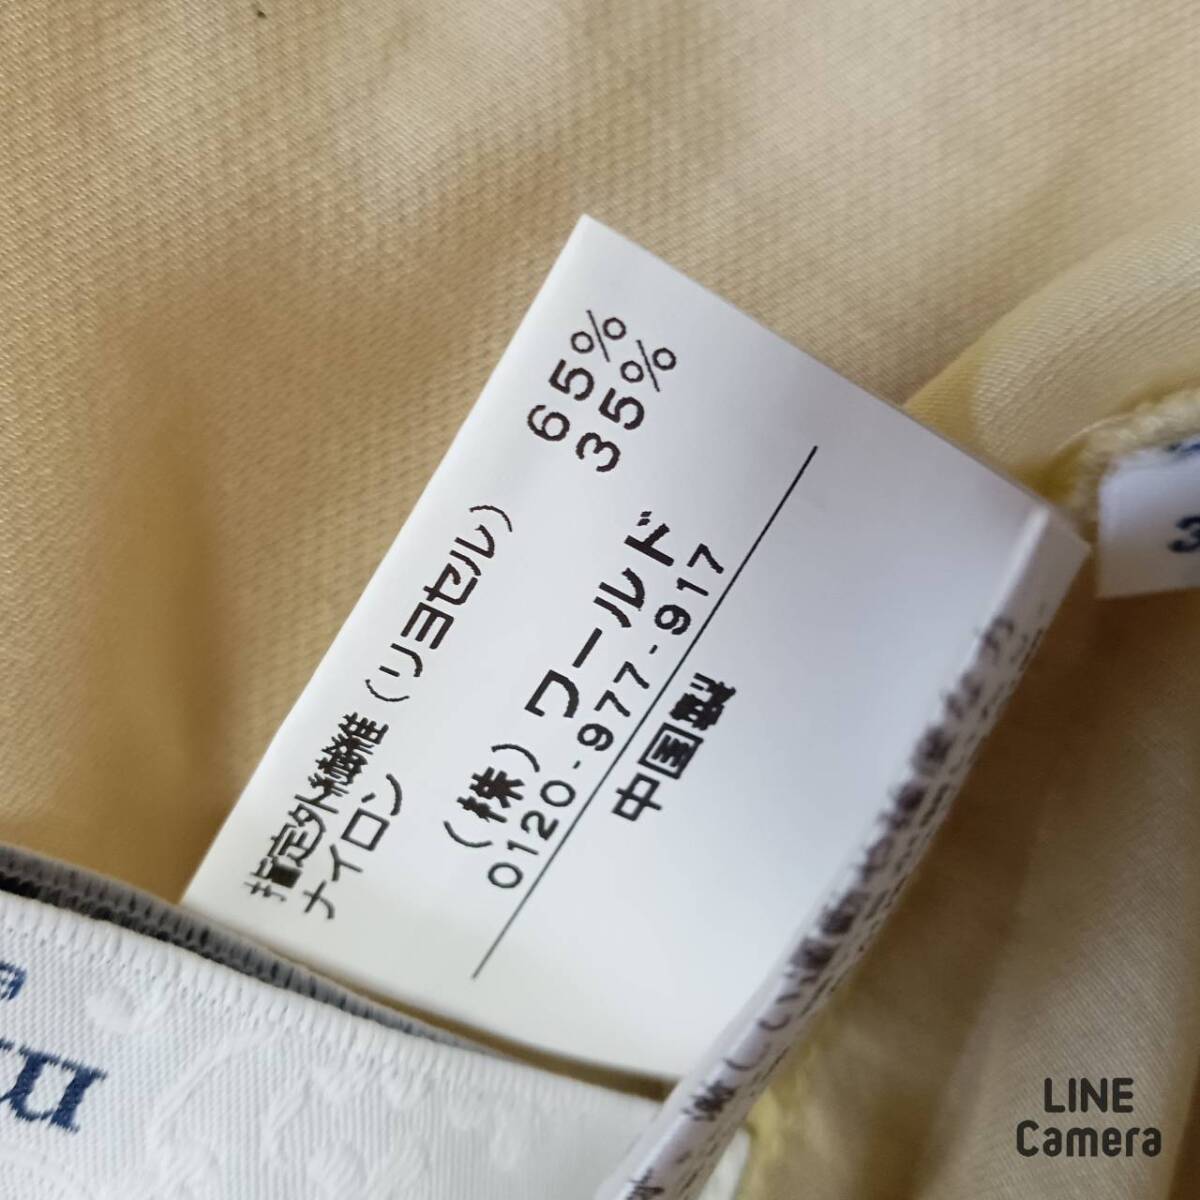 指定外繊維(リヨセル) 65%
ナイロン 35%
(株)ワールド
0120-977-917
中国製
3
m
LINE
Camera